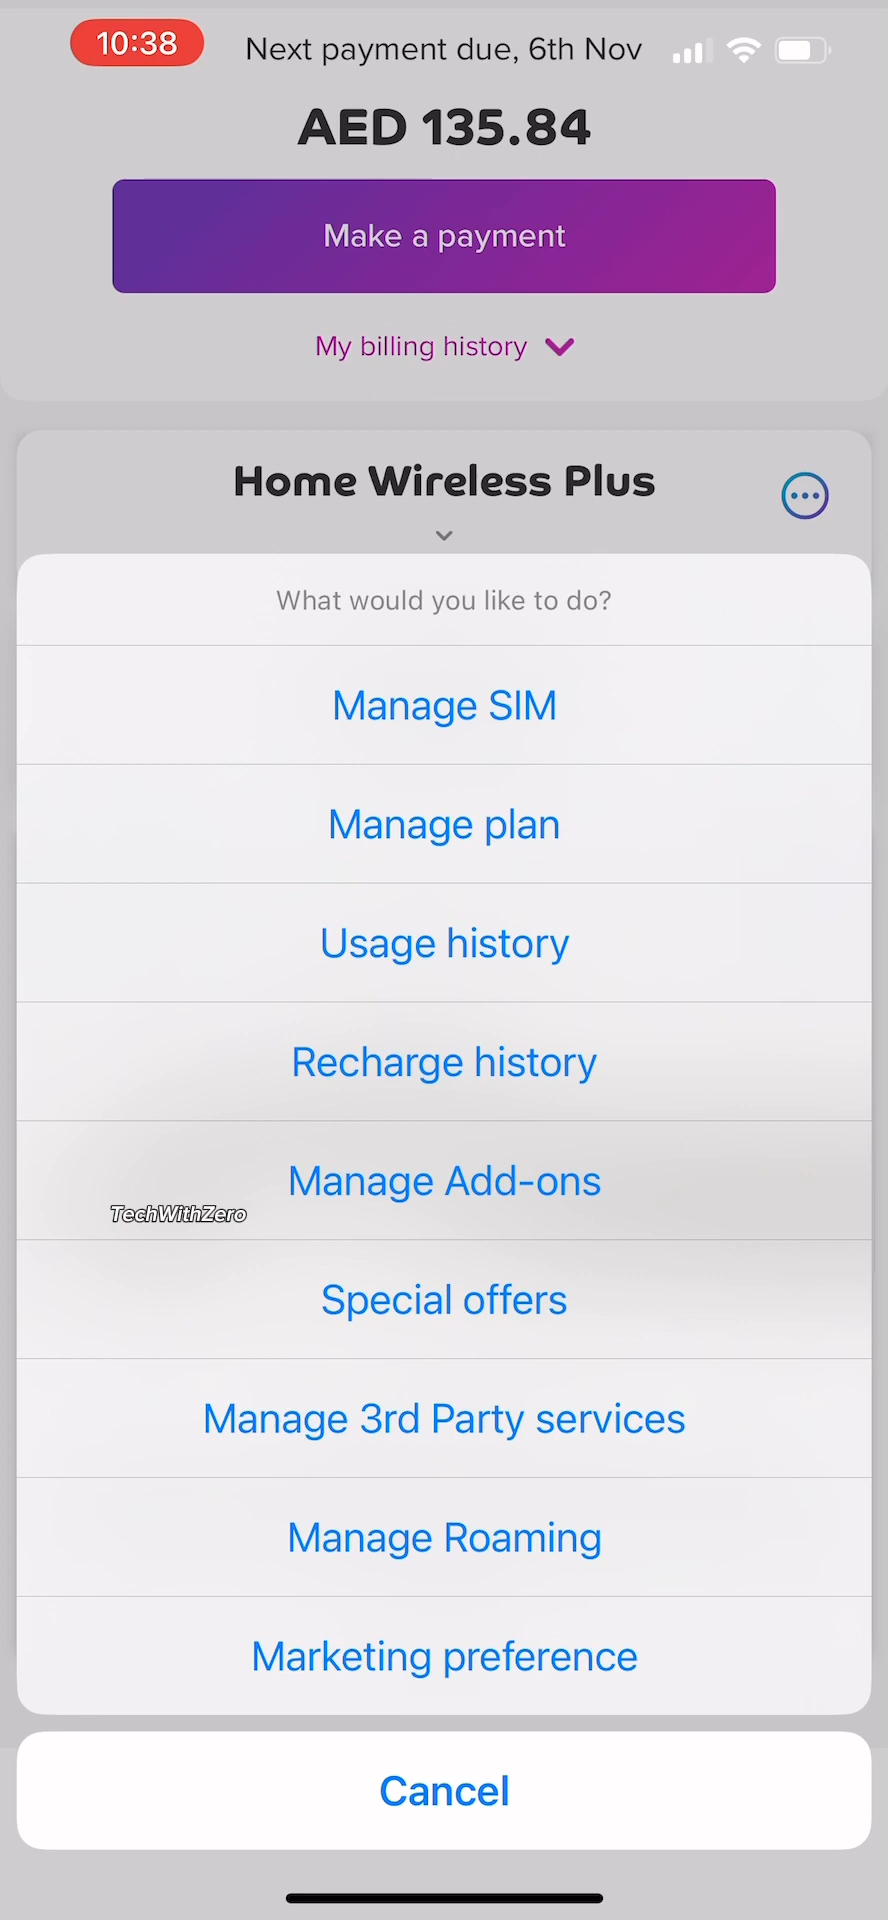 10:38
Next payment due, 6th Nov
AED 135.84
Make a payment
My billing history
Home Wireless Plus
What would you like to do?
Manage SIM
Manage plan
Usage history
Recharge history
Manage Add-ons
TechWithZero
Special offers
Manage 3rd Party services
Manage Roaming
Marketing preference
Cancel